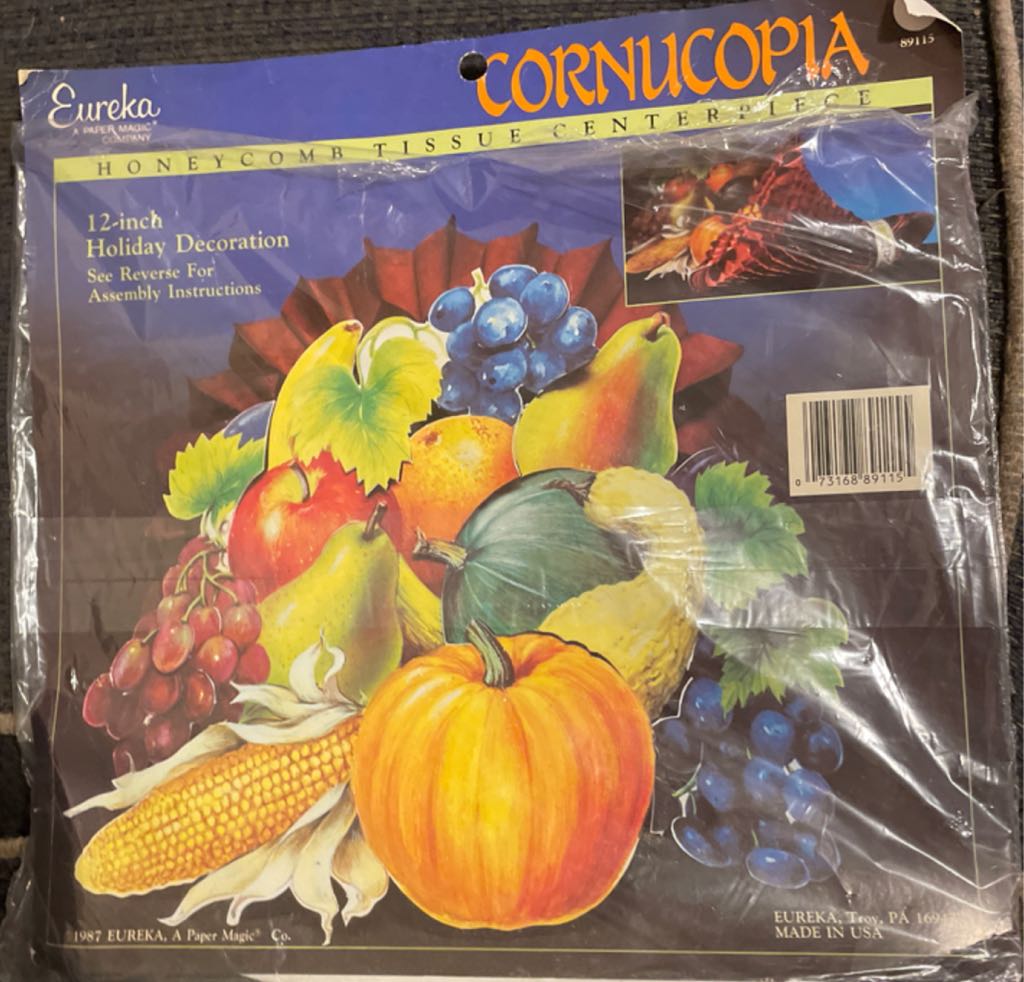 CORNUCOPIA
89115
Eureka
A PAPER MAGIC®
COMPANY
HONEYCOMB TISSUE CENTERPIECE
12-inch
Holiday Decoration
See Reverse For
Assembly Instructions
0 73168 89115
1987 EUREKA, A Paper Magic® Co.
EUREKA, Troy, PA
MADE IN USA